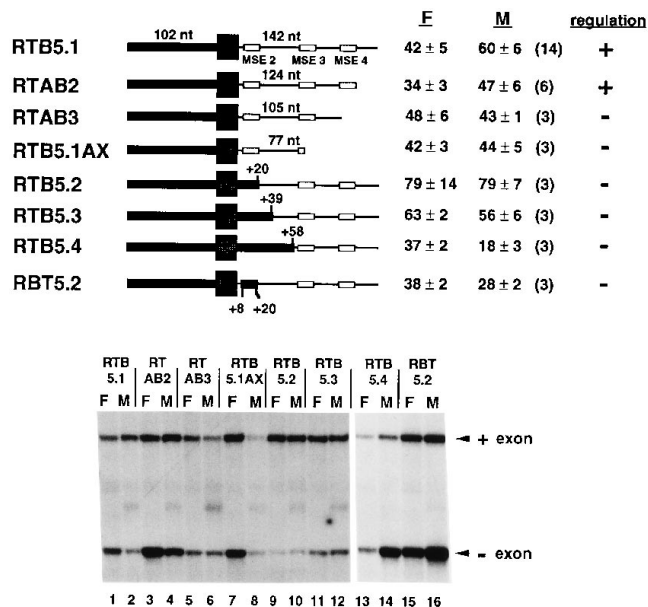 F M regulation
RTB5.1 102 nt 142 nt MSE 2 MSE 3 MSE 4 42 ± 5 60 ± 6 (14) +
RTAB2 124 nt 34 ± 3 47 ± 6 (6) +
RTAB3 105 nt 48 ± 6 43 ± 1 (3) -
RTB5.1AX 77 nt 42 ± 3 44 ± 5 (3) -
RTB5.2 +20 79 ± 14 79 ± 7 (3) -
RTB5.3 +39 63 ± 2 56 ± 6 (3) -
RTB5.4 +58 37 ± 2 18 ± 3 (3) -
RBT5.2 +8 +20 38 ± 2 28 ± 2 (3) -
RTB RT RT RTB RTB RTB RTB RBT
5.1 AB2 AB3 5.1AX 5.2 5.3 5.4 5.2
F M F M F M F M F M F M F M F M
+ exon
- exon
1 2 3 4 5 6 7 8 9 10 11 12 13 14 15 16